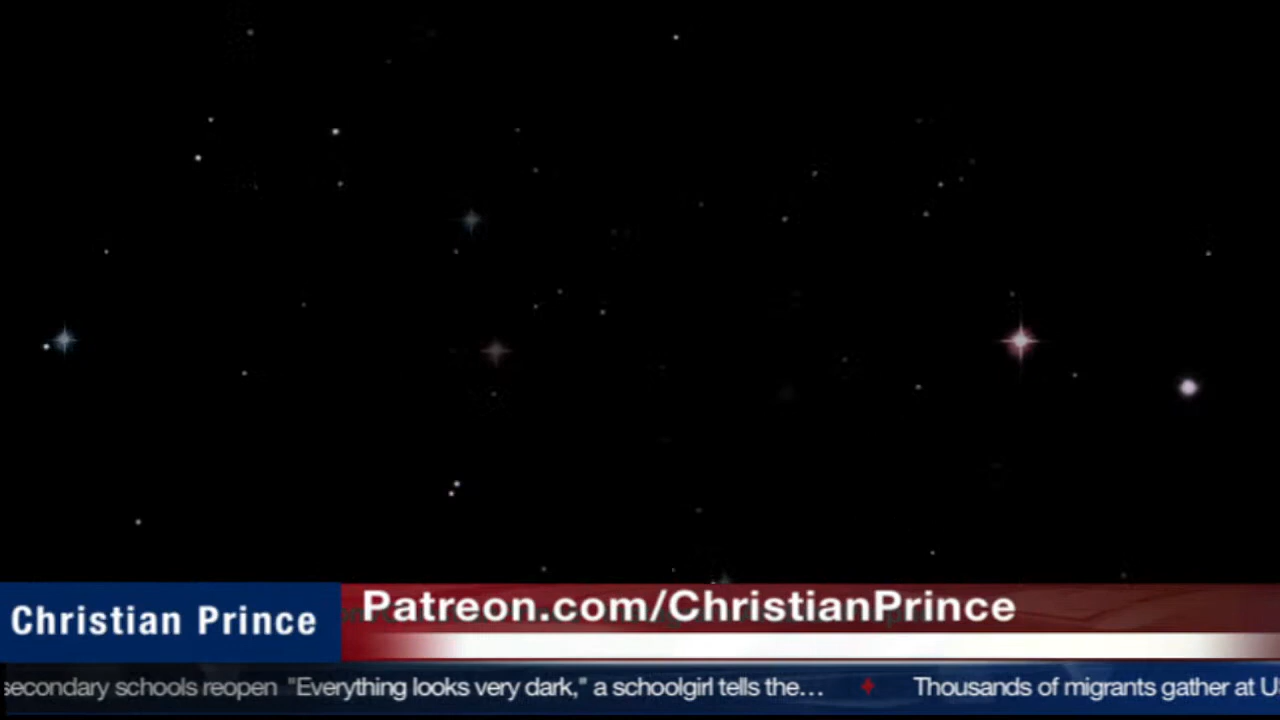 Patreon.com/ChristianPrince
Christian Prince
secondary schools reopen "Everything looks very dark," a schoolgirl tells the… Thousands of migrants gather at